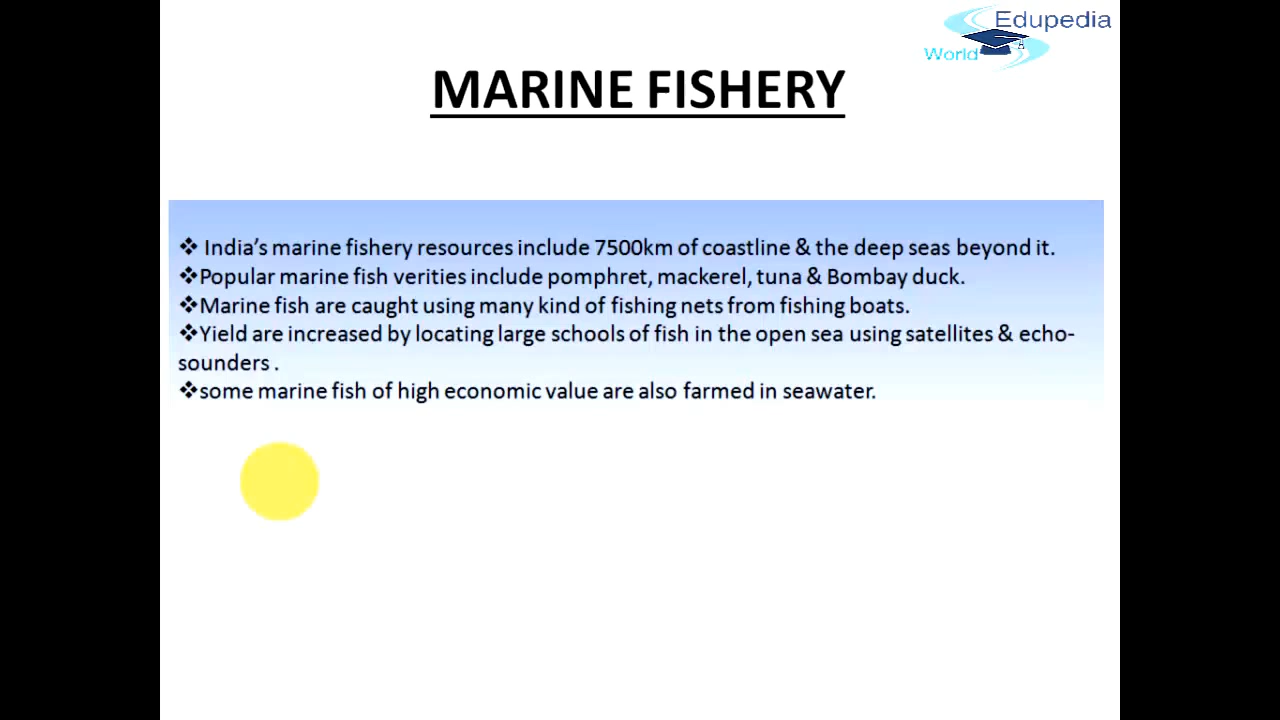 Edupedia
World
MARINE FISHERY
❖ India's marine fishery resources include 7500km of coastline & the deep seas beyond it.
❖Popular marine fish verities include pomphret, mackerel, tuna & Bombay duck.
❖Marine fish are caught using many kind of fishing nets from fishing boats.
❖Yield are increased by locating large schools of fish in the open sea using satellites & echo-
sounders .
❖some marine fish of high economic value are also farmed in seawater.